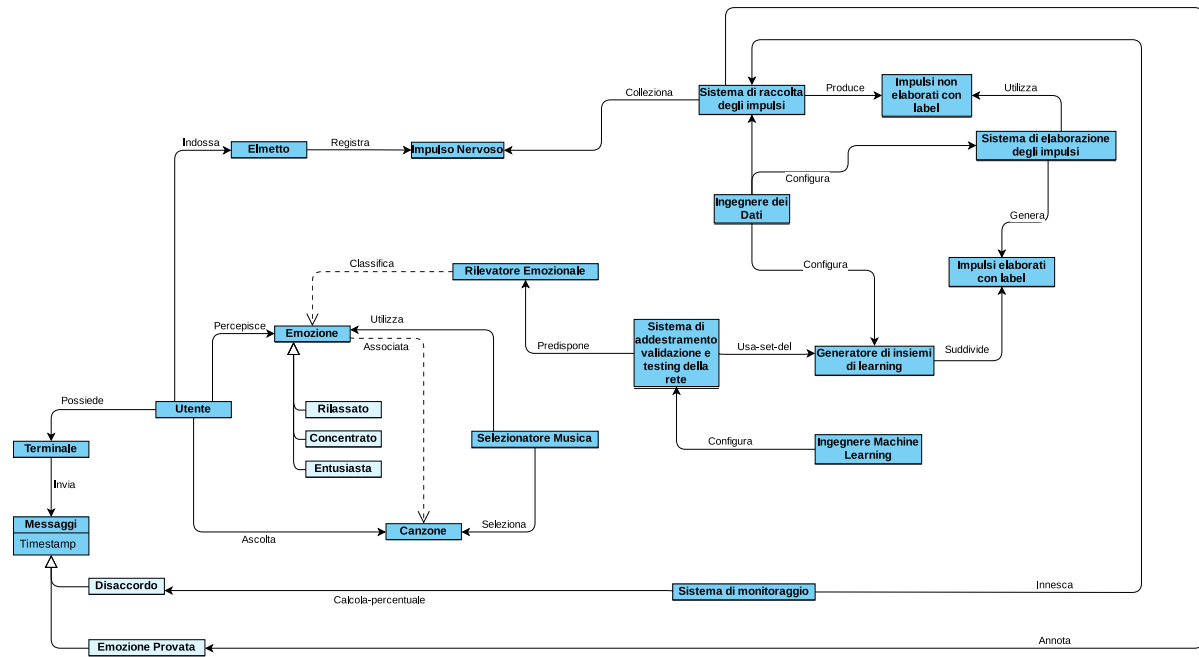 Impulsi non
elaborati con
label
Sistema di raccolta
degli impulsi
Produce
Utilizza
Colleziona
Indossa
Elmetto
Registra
Impulso Nervoso
Sistema di elaborazione
degli impulsi
Configura
Ingegnere dei
Dati
Genera
Classifica
Rilevatore Emozionale
Configura
Impulsi elaborati
con label
Percepisce
Emozione
Utilizza
Associata
Predispone
Sistema di
addestramento
validazione e
testing della
rete
Usa-set-del
Generatore di insiemi
di learning
Suddivide
Possiede
Utente
Rilassato
Concentrato
Entusiasta
Selezionatore Musica
Configura
Ingegnere Machine
Learning
Terminale
Invia
Messaggi
Timestamp
Ascolta
Canzone
Seleziona
Disaccordo
Calcola-percentuale
Sistema di monitoraggio
Innesca
Emozione Provata
Annota